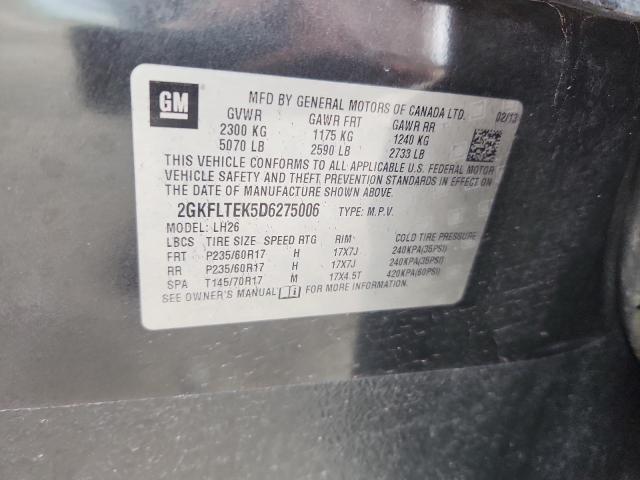 GM
MFD BY GENERAL MOTORS OF CANADA LTD. 02/13
GVWR GAWR FRT GAWR RR
2300 KG 1175 KG 1240 KG
5070 LB 2590 LB 2733 LB
THIS VEHICLE CONFORMS TO ALL APPLICABLE U.S. FEDERAL MOTOR
VEHICLE SAFETY AND THEFT PREVENTION STANDARDS IN EFFECT
ON THE DATE OF MANUFACTURE SHOWN ABOVE.
2GKFLTEK5D6275006 TYPE: M.P.V.
MODEL: LH26
LBCS TIRE SIZE SPEED RTG RIM COLD TIRE PRESSURE
FRT P235/60R17 H 17X7J 240KPA(35PSI)
RR P235/60R17 H 17X7J 240KPA(35PSI)
SPA T145/70R17 M 17X4.5T 420KPA(60PSI)
SEE OWNER'S MANUAL FOR MORE INFORMATION.